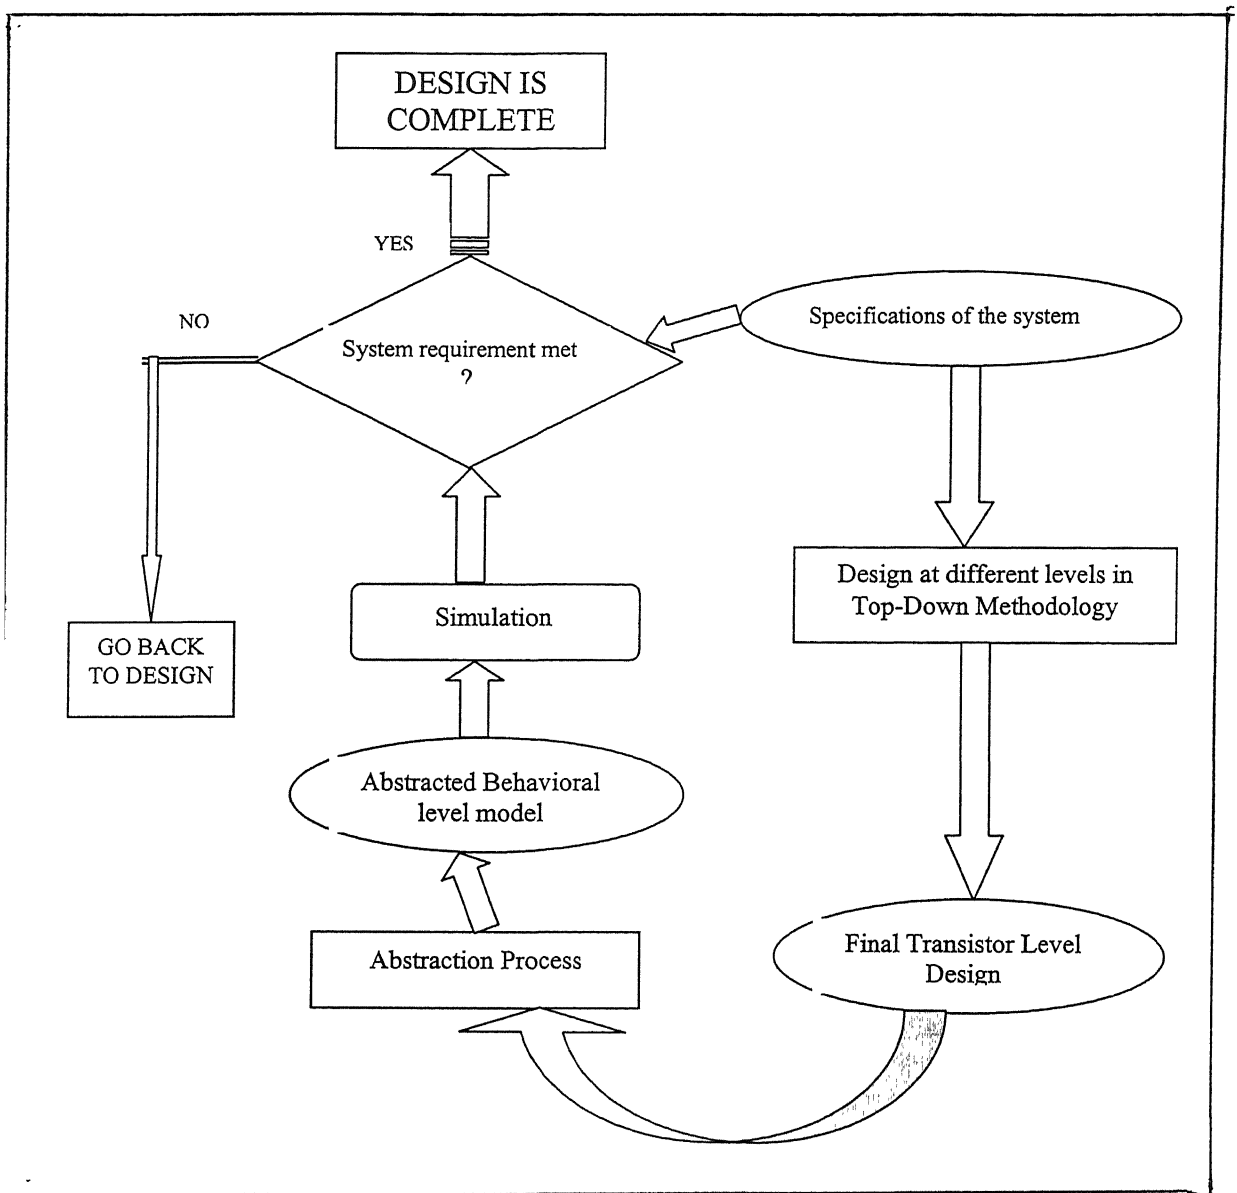 DESIGN IS
COMPLETE
YES
NO
System requirement met
?
Specifications of the system
Design at different levels in
Top-Down Methodology
Simulation
GO BACK
TO DESIGN
Abstracted Behavioral
level model
Final Transistor Level
Design
Abstraction Process